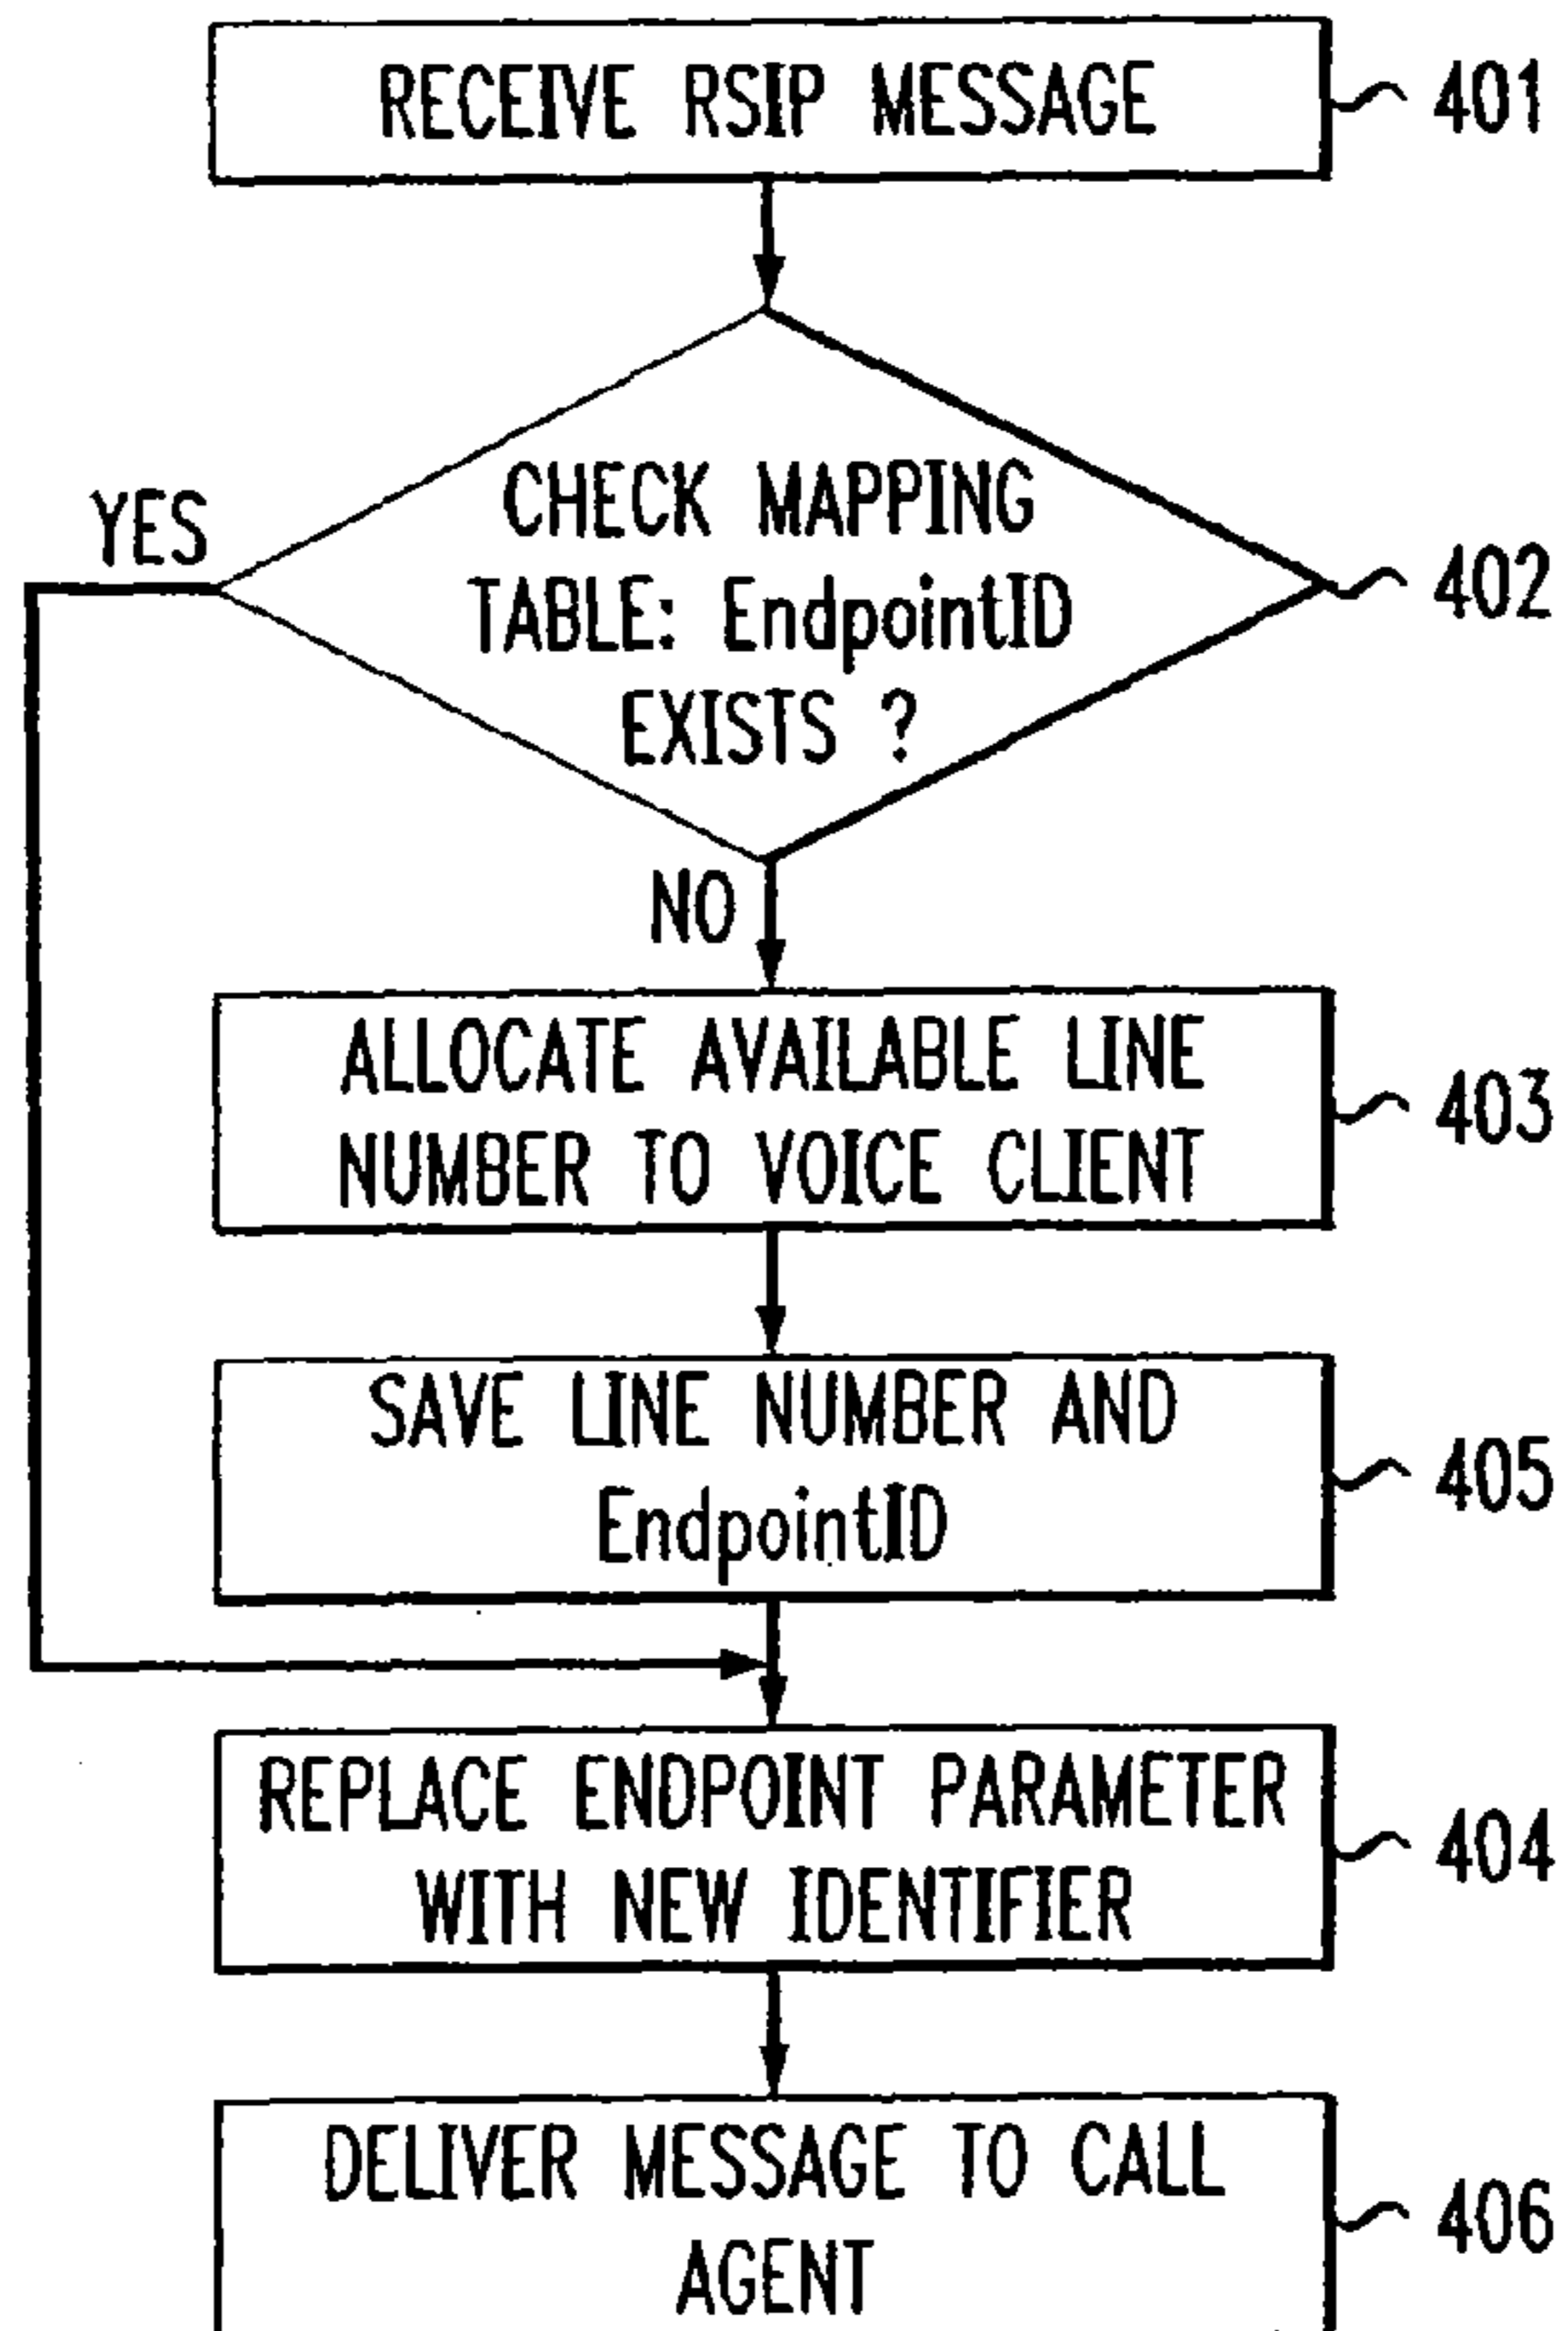 RECEIVE RSIP MESSAGE
401
CHECK MAPPING
TABLE: EndpointID
EXISTS ?
402
YES
NO
ALLOCATE AVAILABLE LINE
NUMBER TO VOICE CLIENT
403
SAVE LINE NUMBER AND
EndpointID
405
REPLACE ENDPOINT PARAMETER
WITH NEW IDENTIFIER
404
DELIVER MESSAGE TO CALL
AGENT
406